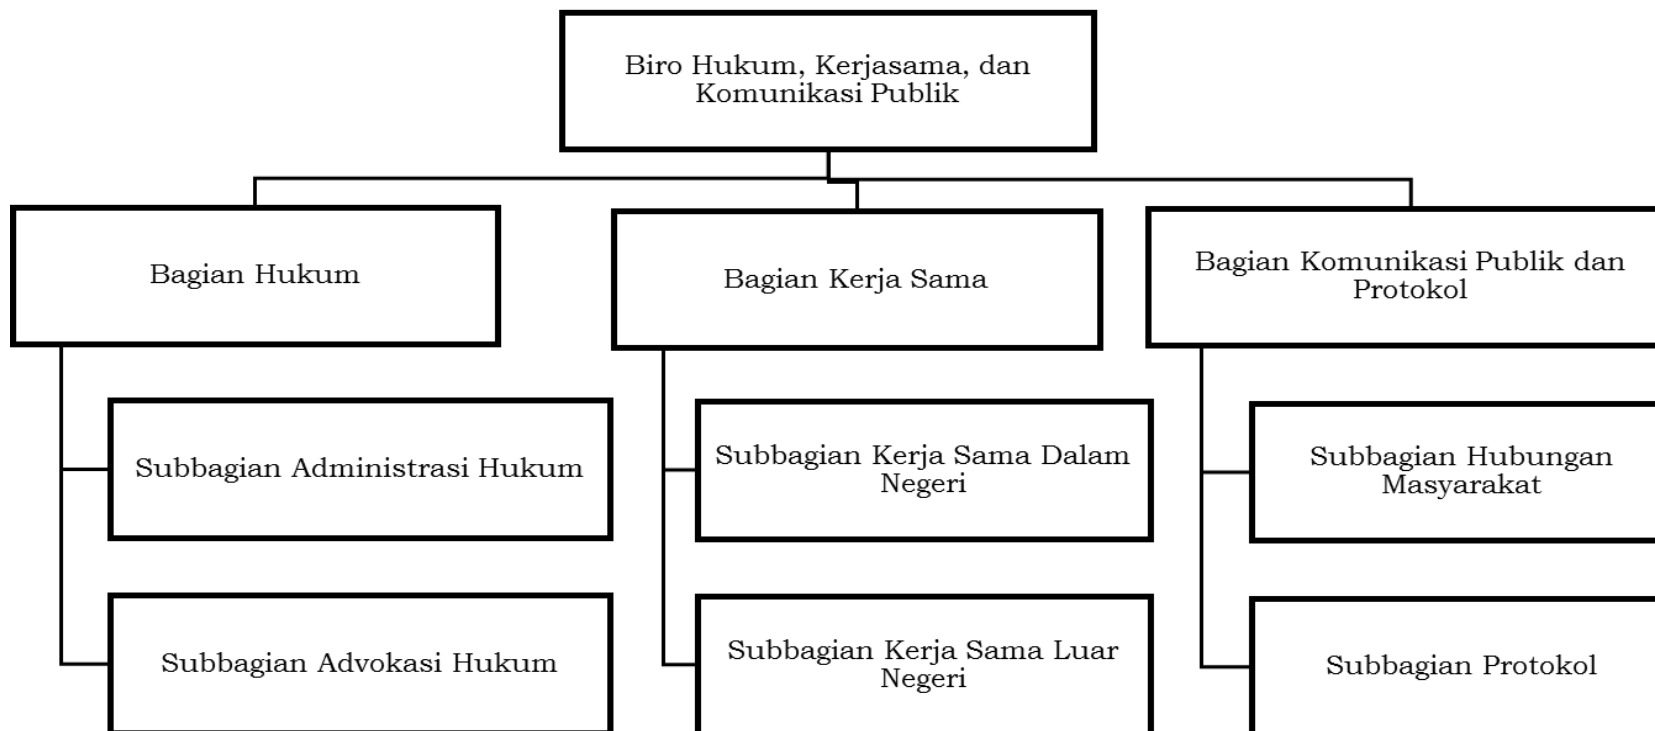 Biro Hukum, Kerjasama, dan
Komunikasi Publik
Bagian Hukum
Bagian Kerja Sama
Bagian Komunikasi Publik dan
Protokol
Subbagian Administrasi Hukum
Subbagian Kerja Sama Dalam
Negeri
Subbagian Hubungan
Masyarakat
Subbagian Advokasi Hukum
Subbagian Kerja Sama Luar
Negeri
Subbagian Protokol